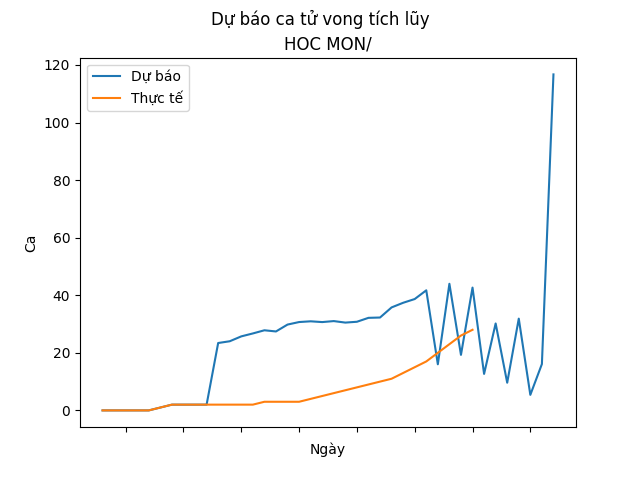 Dự báo ca tử vong tích lũy
HOC MON/
Dự báo
Thực tế
120
100
80
60
40
20
0
Ca
Ngày